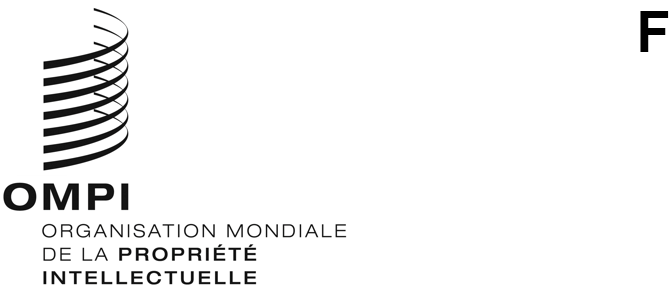 F
OMPI
ORGANISATION MONDIALE
DE LA PROPRIÉTÉ
INTELLECTUELLE